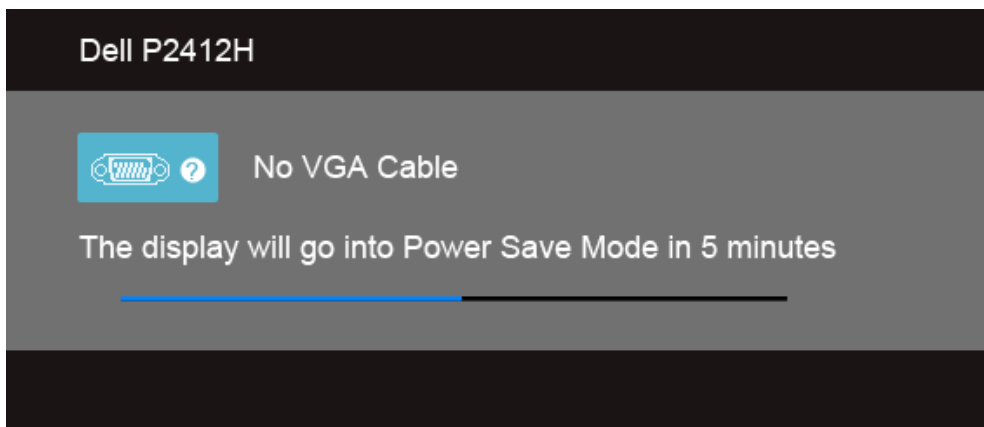 Dell P2412H
? No VGA Cable
The display will go into Power Save Mode in 5 minutes